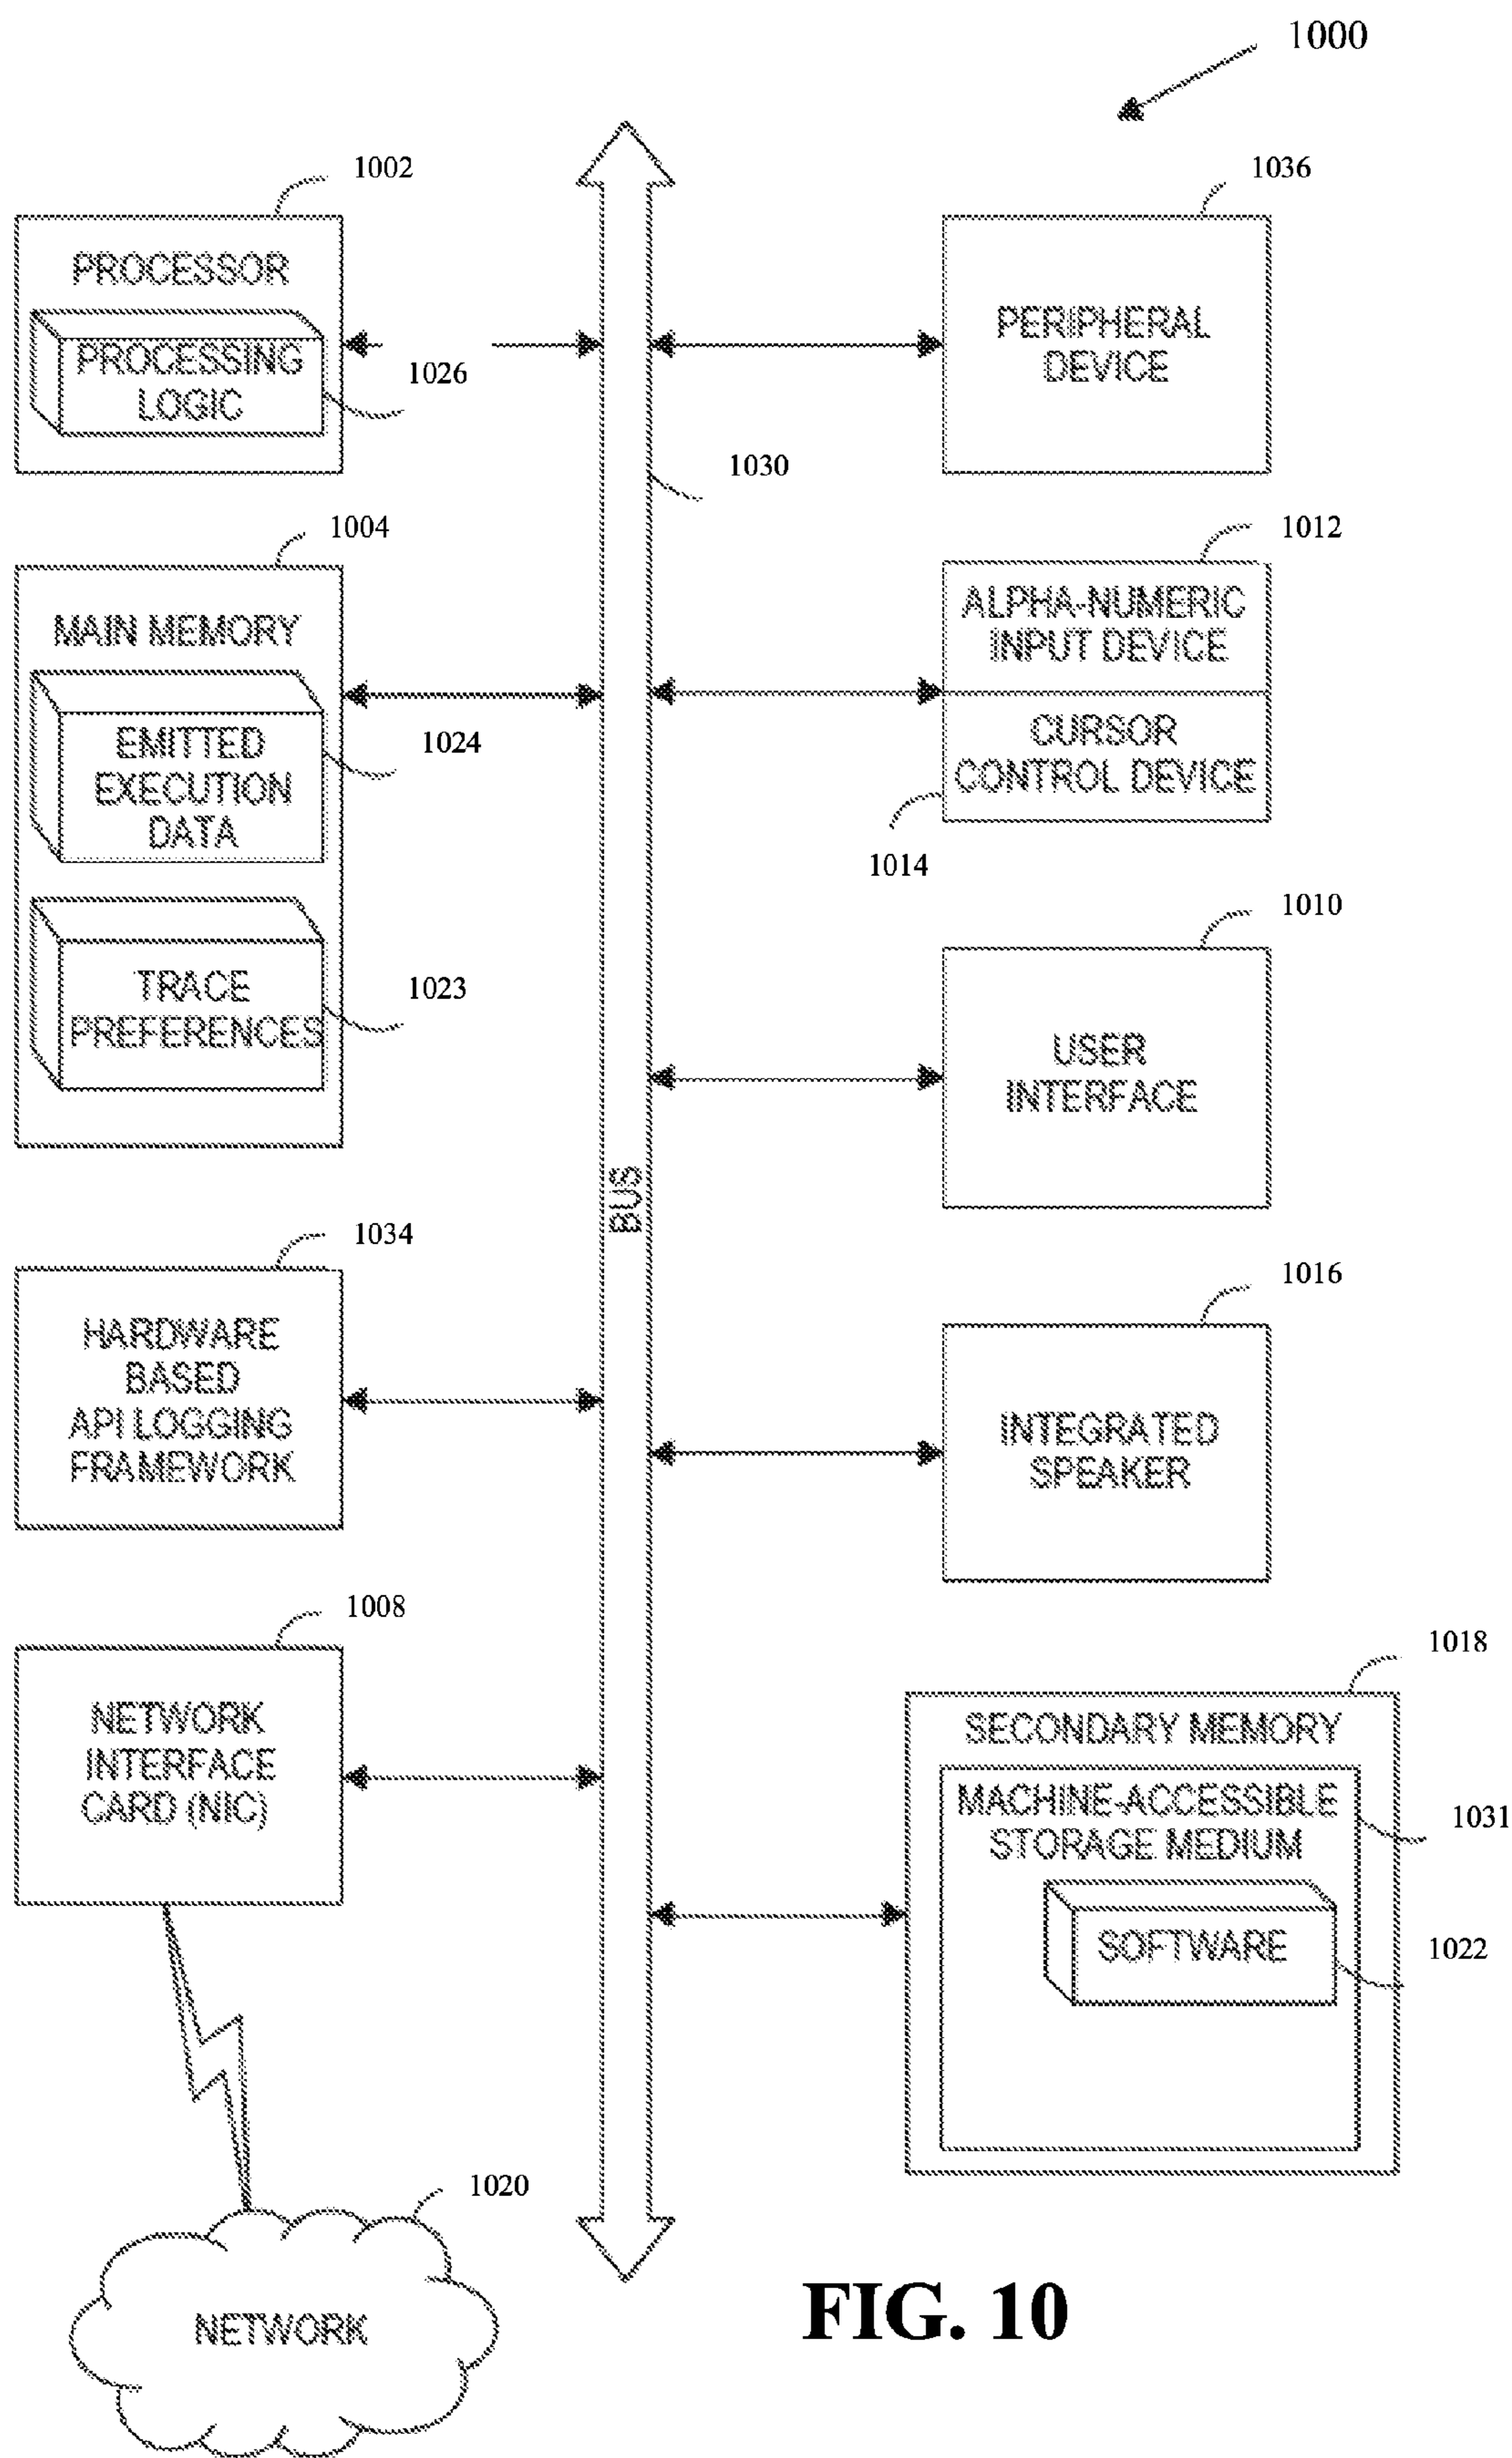 1000
1002
PROCESSOR
PROCESSING
LOGIC
1026
1036
PERIPHERAL
DEVICE
1030
1004
MAIN MEMORY
EMITTED
EXECUTION
DATA
1024
TRACE
PREFERENCES
1023
1012
ALPHA-NUMERIC
INPUT DEVICE
CURSOR
CONTROL DEVICE
1014
1010
USER
INTERFACE
BUS
1034
HARDWARE
BASED
API LOGGING
FRAMEWORK
1016
INTEGRATED
SPEAKER
1008
NETWORK
INTERFACE
CARD (NIC)
1018
SECONDARY MEMORY
MACHINE-ACCESSIBLE
STORAGE MEDIUM
1031
SOFTWARE
1022
1020
NETWORK
FIG. 10